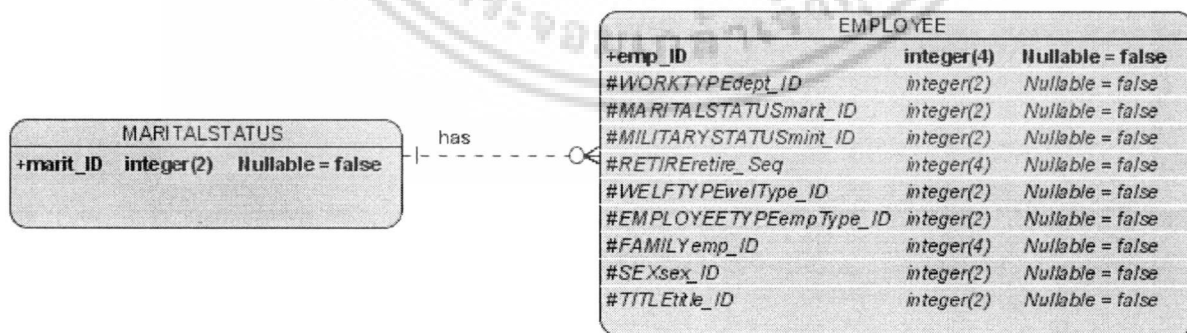 MARITALSTATUS
+marit_ID integer(2) Nullable = false
has
EMPLOYEE
+emp_ID integer(4) Nullable = false
#WORKTYPEdept_ID integer(2) Nullable = false
#MARITALSTATUSmarit_ID integer(2) Nullable = false
#MILITARYSTATUSmint_ID integer(2) Nullable = false
#RETIREretire_Seq integer(4) Nullable = false
#WELFTYPEwelType_ID integer(2) Nullable = false
#EMPLOYEETYPEempType_ID integer(2) Nullable = false
#FAMILYemp_ID integer(4) Nullable = false
#SEXsex_ID integer(2) Nullable = false
#TITLEtitle_ID integer(2) Nullable = false